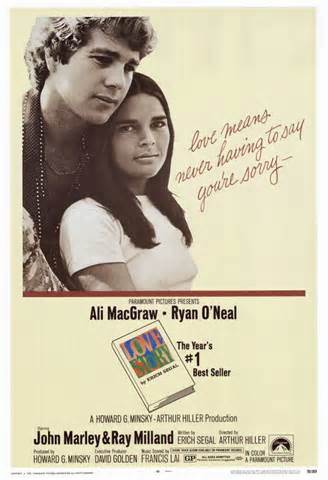 love means
never having to say
you're sorry—
PARAMOUNT PICTURES PRESENTS
Ali MacGraw • Ryan O'Neal
LOVE
STORY
by ERICH SEGAL
The Year's
#1
Best Seller
A HOWARD G. MINSKY-ARTHUR HILLER Production
Starring
John Marley & Ray Milland
Written by
ERICH SEGAL
Directed by
ARTHUR HILLER
Produced by
HOWARD G. MINSKY
Executive Producer
DAVID GOLDEN
Music Scored by
FRANCIS LAI
GP
IN COLOR
A PARAMOUNT PICTURE